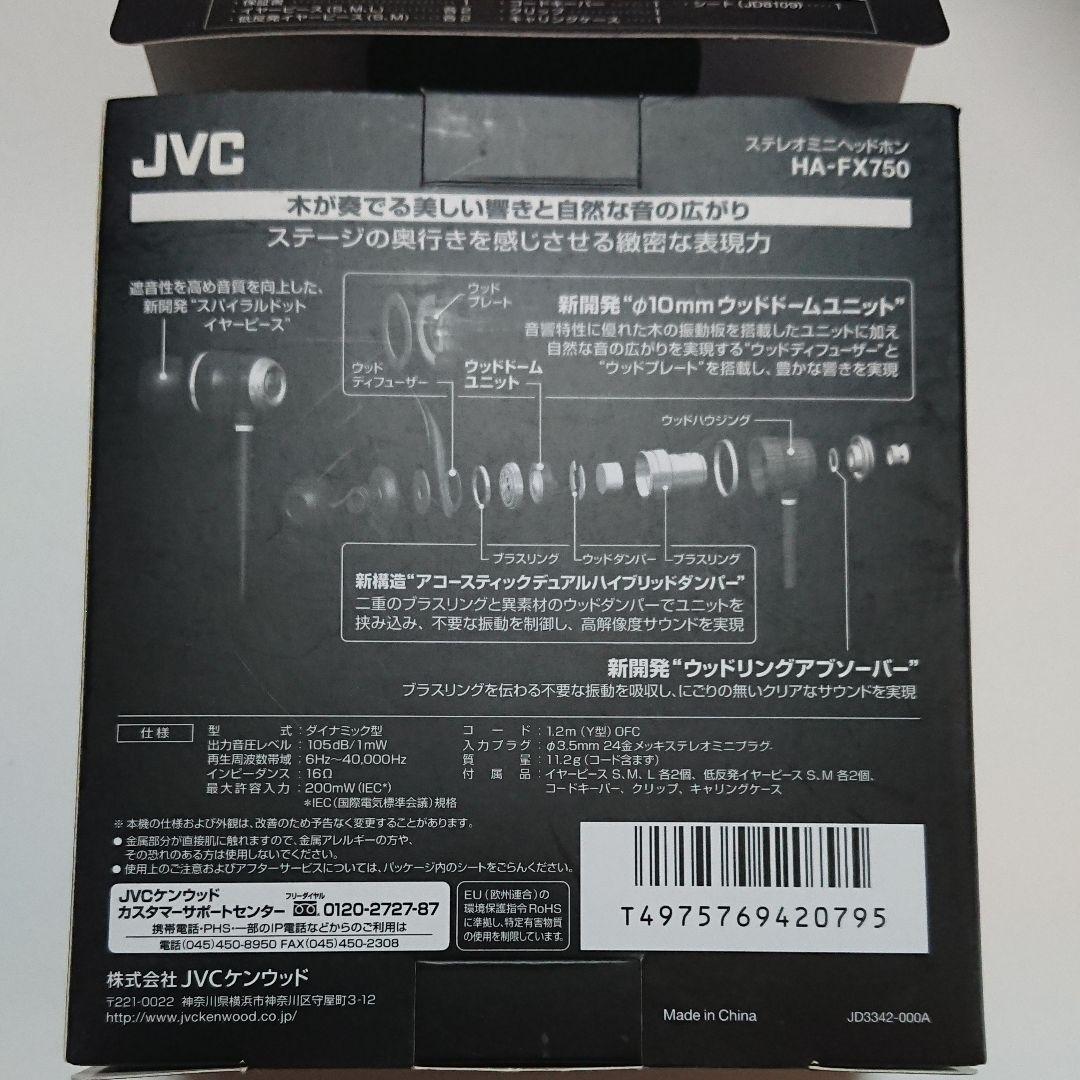 イヤーピース(S,M,L)
低反発イヤーピース(S,M)
キャリングケース
シート(JD8109)……1
JVC
ステレオミニヘッドホン
HA-FX750
木が奏でる美しい響きと自然な音の広がり
ステージの奥行きを感じさせる緻密な表現力
遮音性を高め音質を向上した、
新開発"スパイラルドット
イヤーピース"
ウッド
プレート
新開発"φ10mmウッドドームユニット"
音響特性に優れた木の振動板を搭載したユニットに加え
自然な音の広がりを実現する"ウッドディフューザー"と
"ウッドプレート"を搭載し、豊かな響きを実現
ウッド
ディフューザー
ウッドドーム
ユニット
ウッドハウジング
ブラスリング
ウッドダンパー
ブラスリング
新構造"アコースティックデュアルハイブリッドダンパー"
二重のブラスリングと異素材のウッドダンパーでユニットを
挟み込み、不要な振動を制御し、高解像度サウンドを実現
新開発"ウッドリングアブソーバー"
ブラスリングを伝わる不要な振動を吸収し、にごりの無いクリアなサウンドを実現
仕様
型式:ダイナミック型
出力音圧レベル:105dB/1mW
再生周波数帯域:6Hz~40,000Hz
インピーダンス:16Ω
最大許容入力:200mW(IEC*)
*IEC(国際電気標準会議)規格
コード:1.2m(Y型)OFC
入力プラグ:φ3.5mm 24金メッキステレオミニプラグ
質量:11.2g(コード含まず)
付属品:イヤーピース S、M、L 各2個、低反発イヤーピース S、M 各2個、
コードキーパー、クリップ、キャリングケース
※本機の仕様および外観は、改善のため予告なく変更することがあります。
●金属部分が直接肌に触れますので、金属アレルギーの方や、
その恐れのある方は使用しないでください。
●使用上のご注意およびアフターサービスについては、パッケージ内のシートをごらんください。
JVCケンウッド
カスタマーサポートセンター
フリーダイヤル
0120-2727-87
携帯電話・PHS・一部のIP電話などからのご利用は
電話(045)450-8950 FAX(045)450-2308
EU(欧州連合)の
環境保護指令RoHS
に準拠し、特定有害物質
の使用を制限しています。
T4975769420795
株式会社JVCケンウッド
〒221-0022 神奈川県横浜市神奈川区守屋町3-12
http://www.jvckenwood.co.jp/
Made in China
JD3342-000A